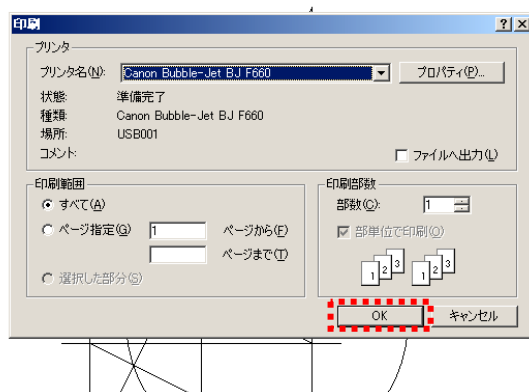 印刷
プリンタ
プリンタ名(N): Canon Bubble-Jet BJ F660 プロパティ(P)...
状態: 準備完了
種類: Canon Bubble-Jet BJ F660
場所: USB001
コメント: ファイルへ出力(L)
印刷範囲
すべて(A)
ページ指定(G) 1 ページから(F)
ページまで(T)
選択した部分(S)
印刷部数
部数(C): 1
部単位で印刷(O)
1 2 3 1 2 3
OK キャンセル